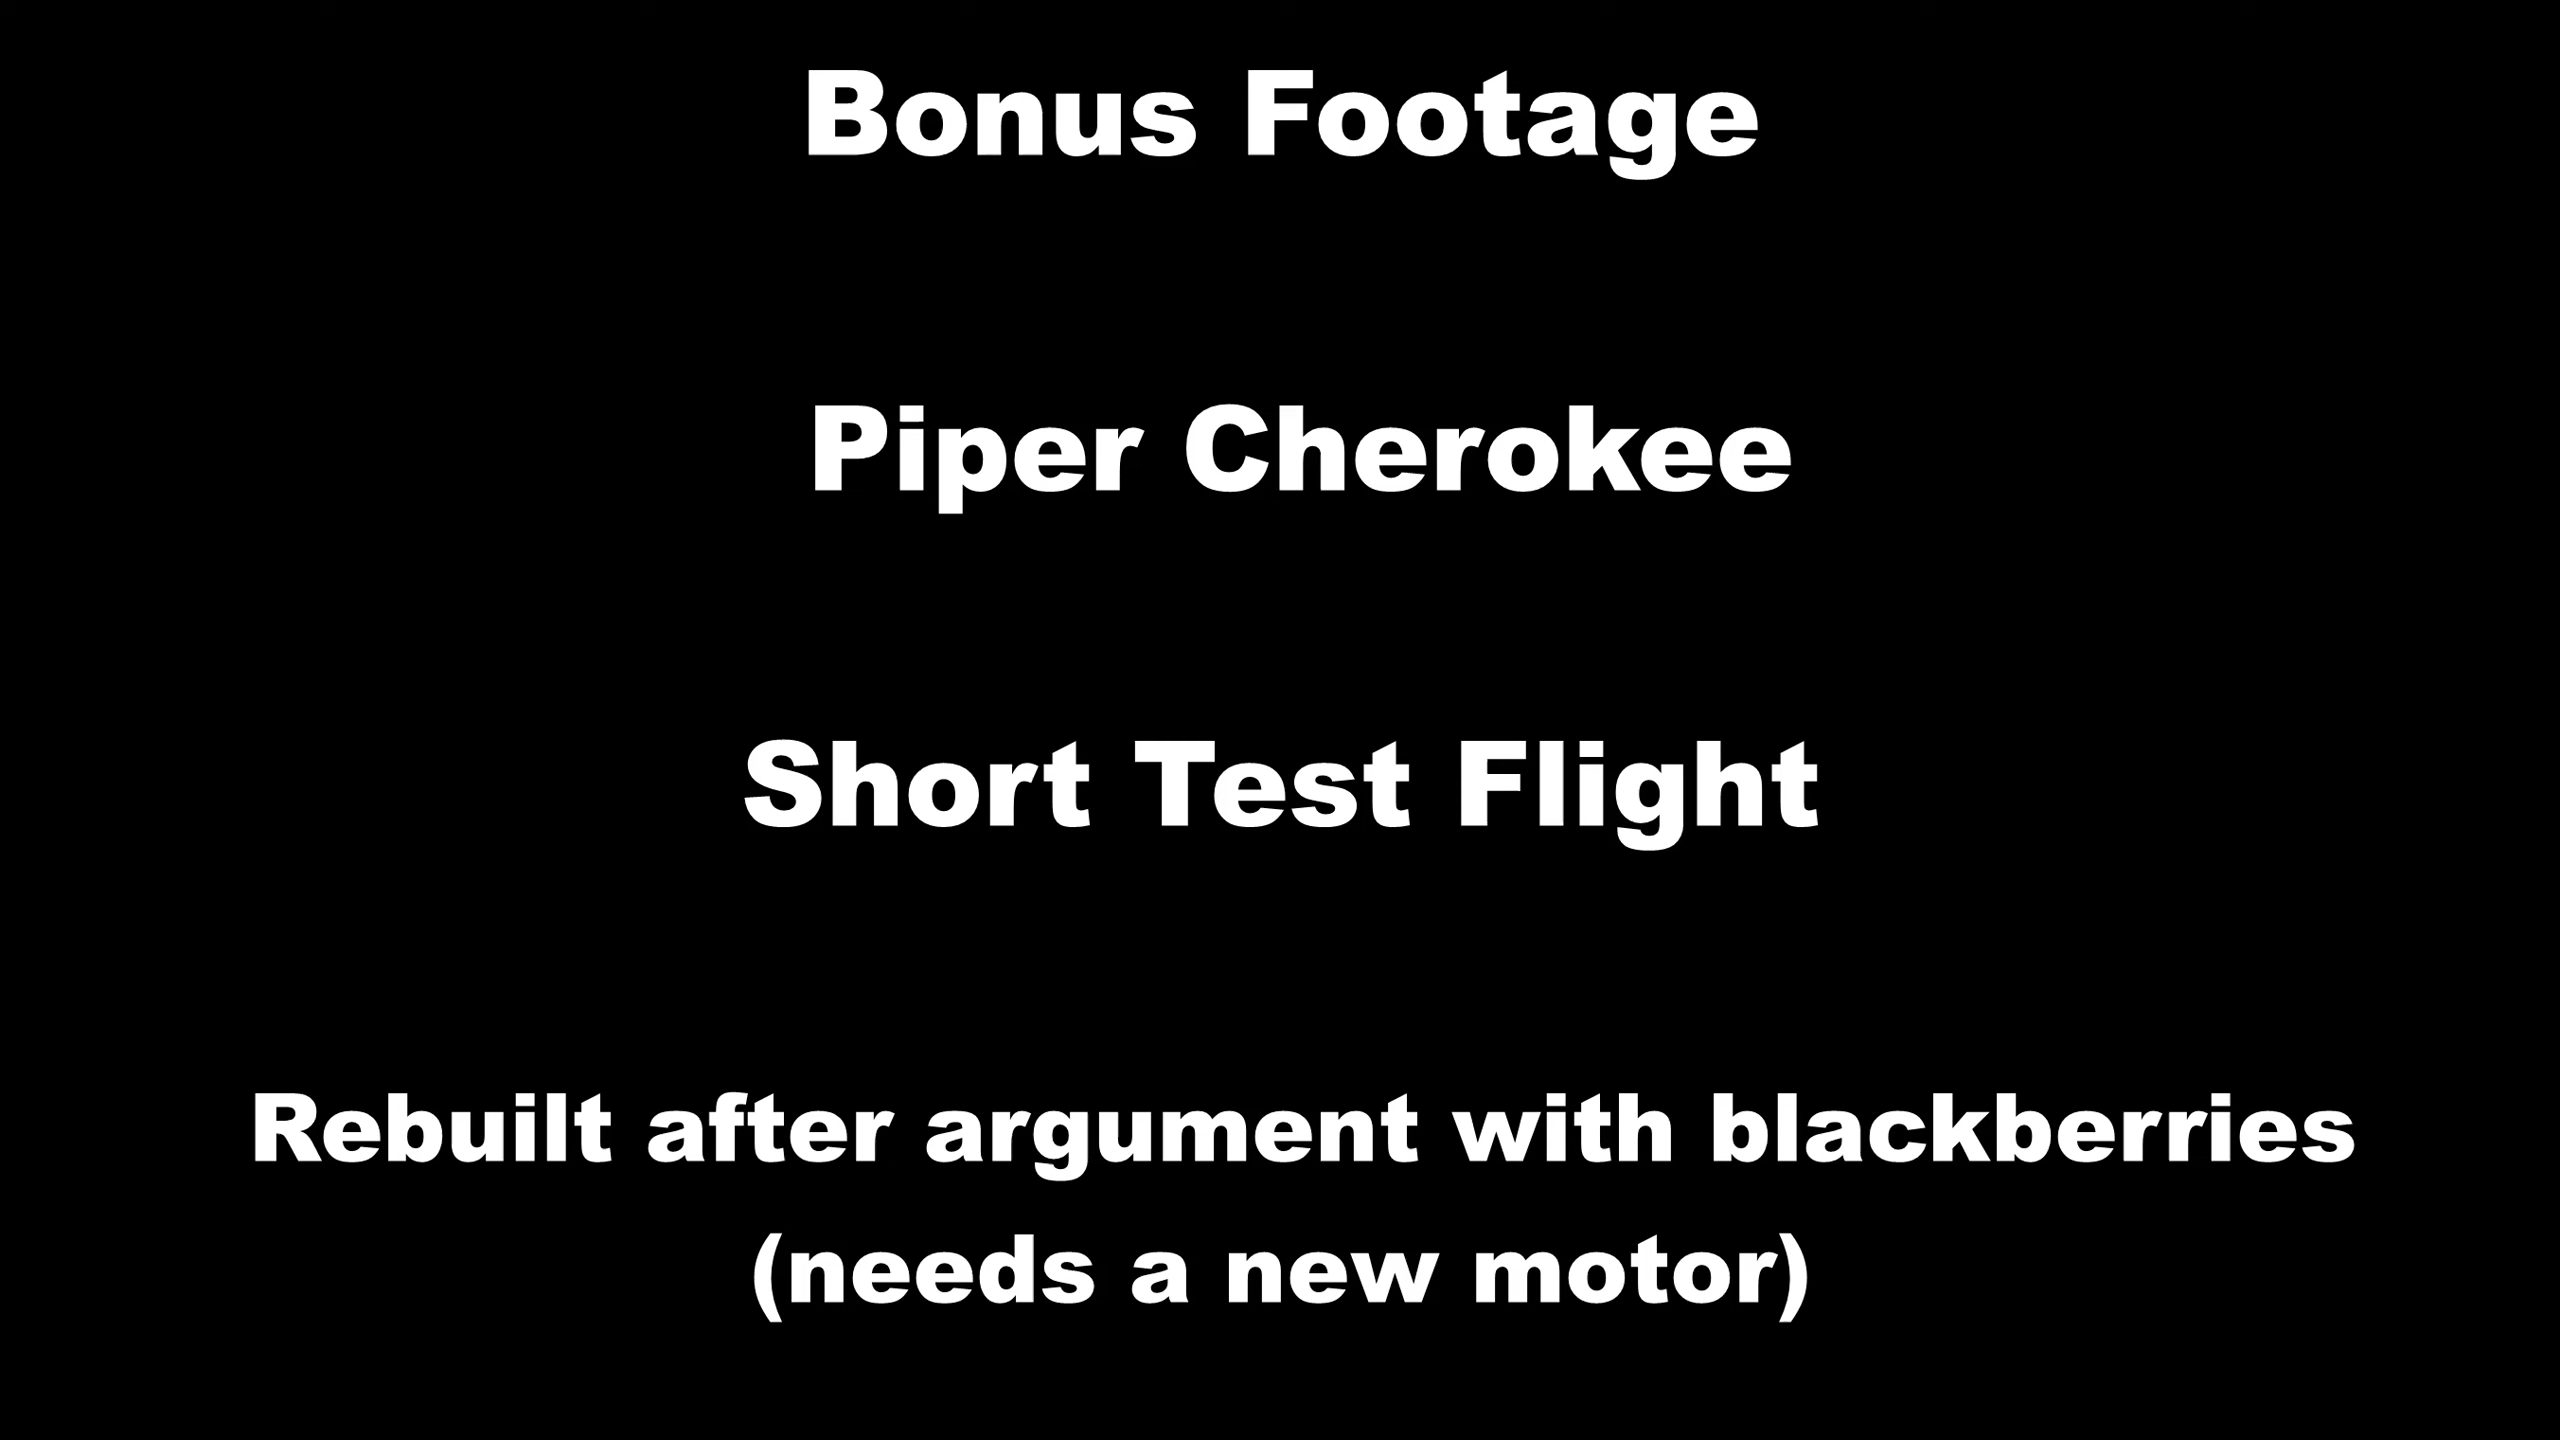 Bonus Footage
Piper Cherokee
Short Test Flight
Rebuilt after argument with blackberries
(needs a new motor)